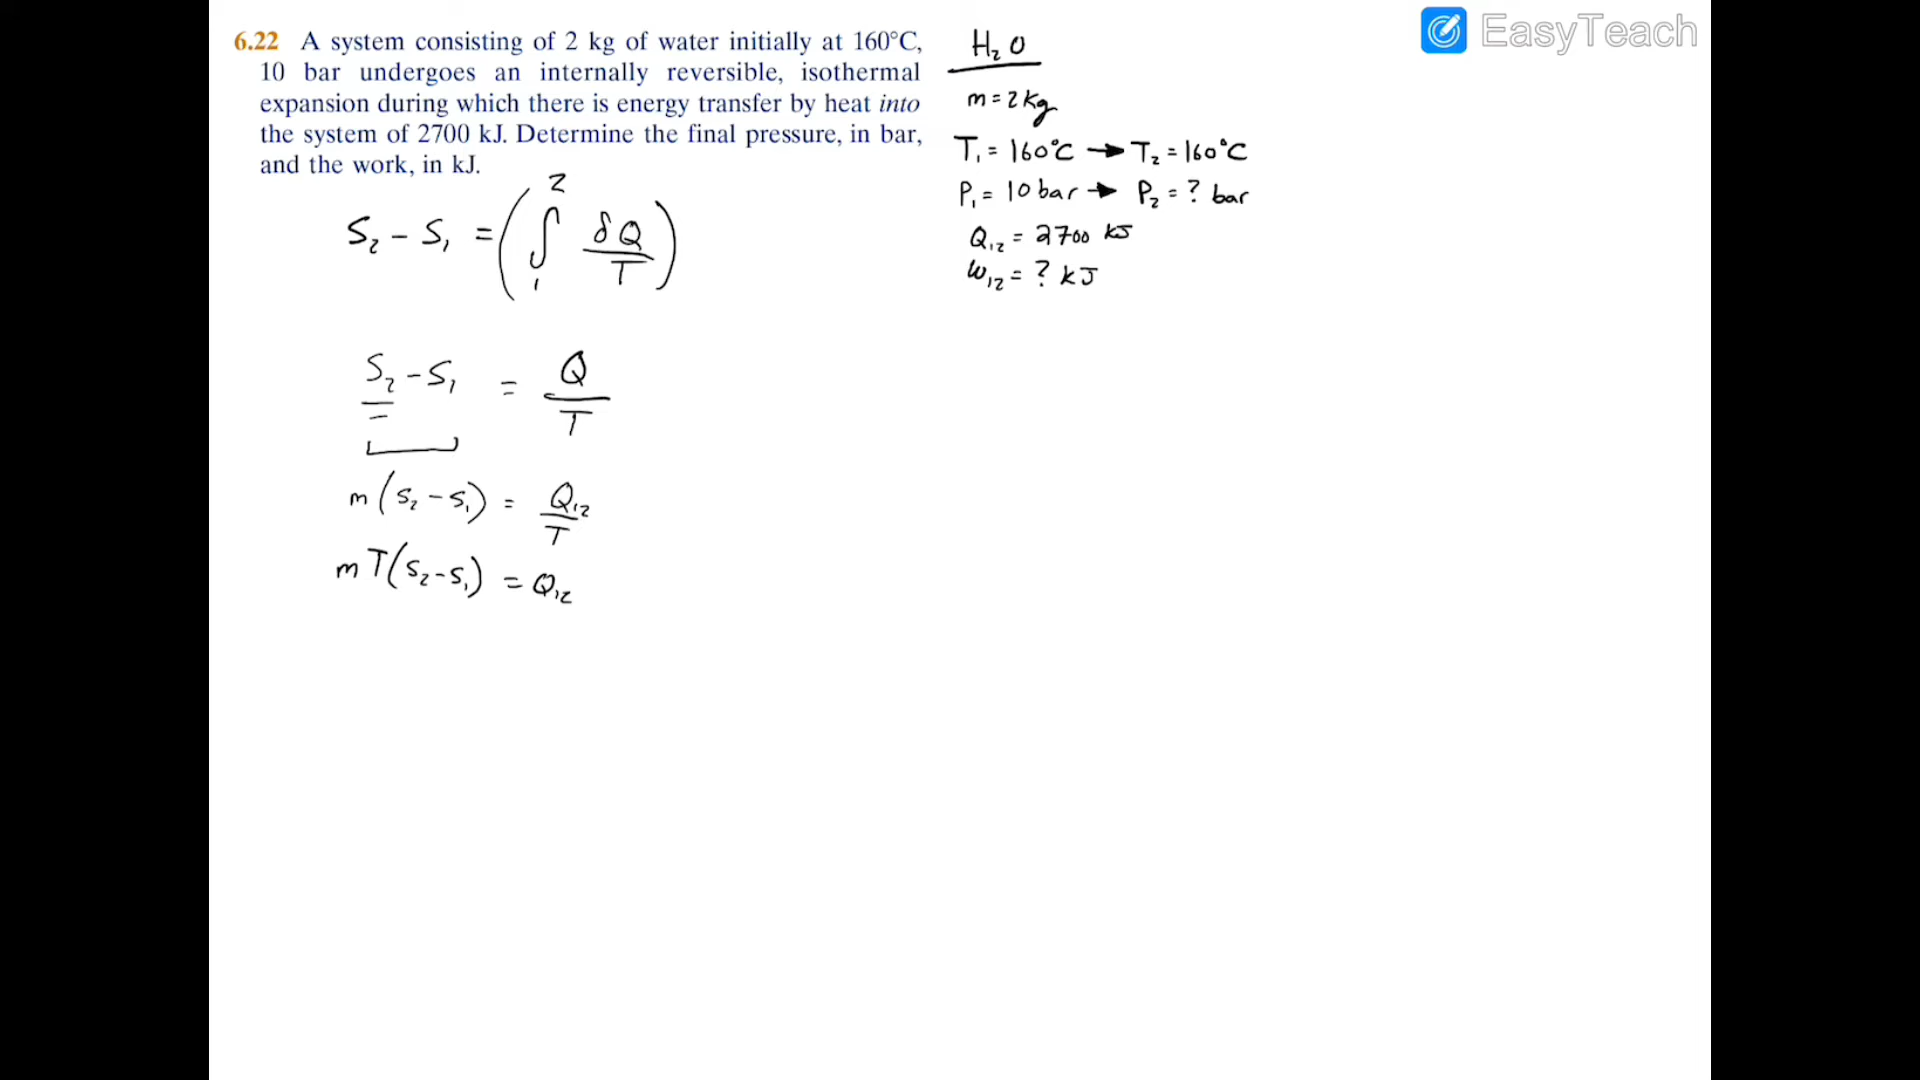 6.22 A system consisting of 2 kg of water initially at 160°C,
10 bar undergoes an internally reversible, isothermal
expansion during which there is energy transfer by heat into
the system of 2700 kJ. Determine the final pressure, in bar,
and the work, in kJ.
EasyTeach
H₂O
m = 2 kg
T₁ = 160°C → T₂ = 160°C
P₁ = 10 bar → P₂ = ? bar
Q₁₂ = 2700 kJ
W₁₂ = ? kJ
S₂ - S₁ = (∫₁² δQ/T)
S₂ - S₁ = Q/T
m(s₂ - s₁) = Q₁₂/T
mT(s₂ - s₁) = Q₁₂